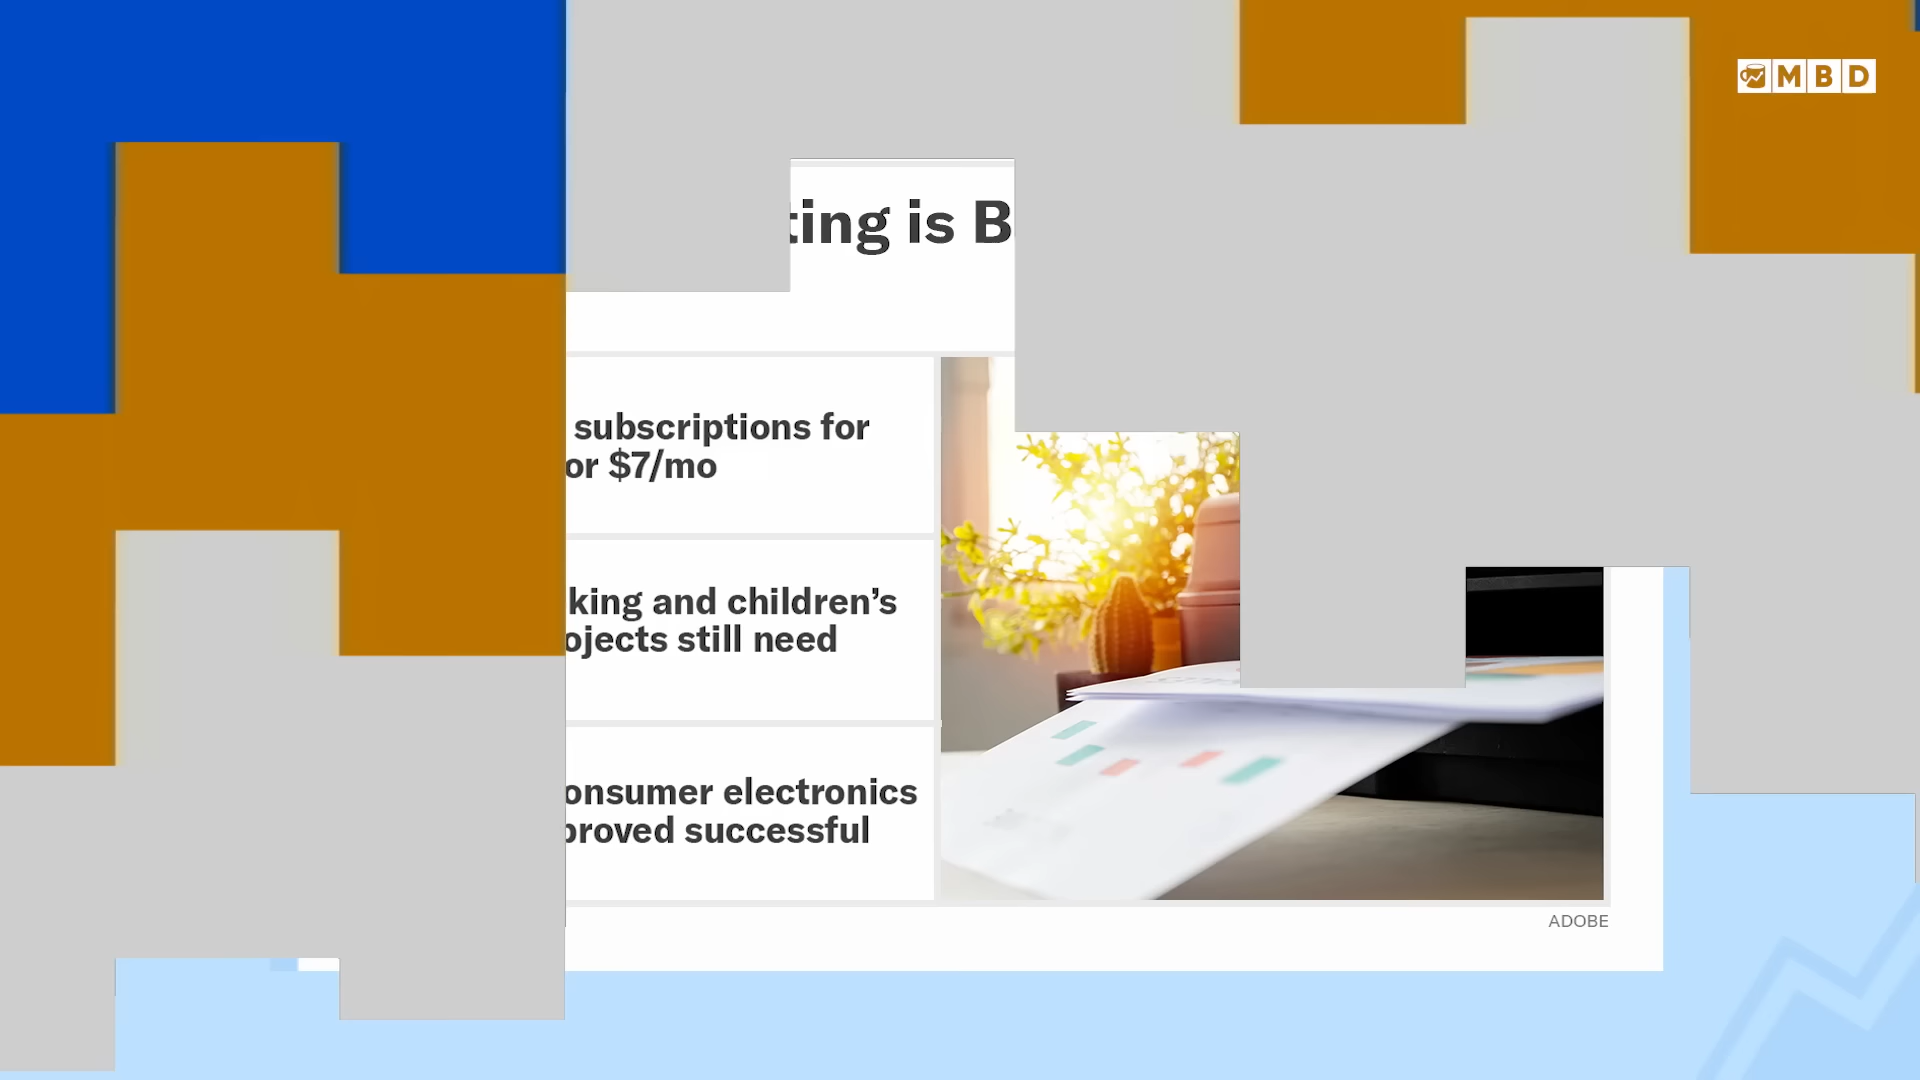 MBD
ting is B
subscriptions for
or $7/mo
king and children’s
ojects still need
onsumer electronics
proved successful
ADOBE